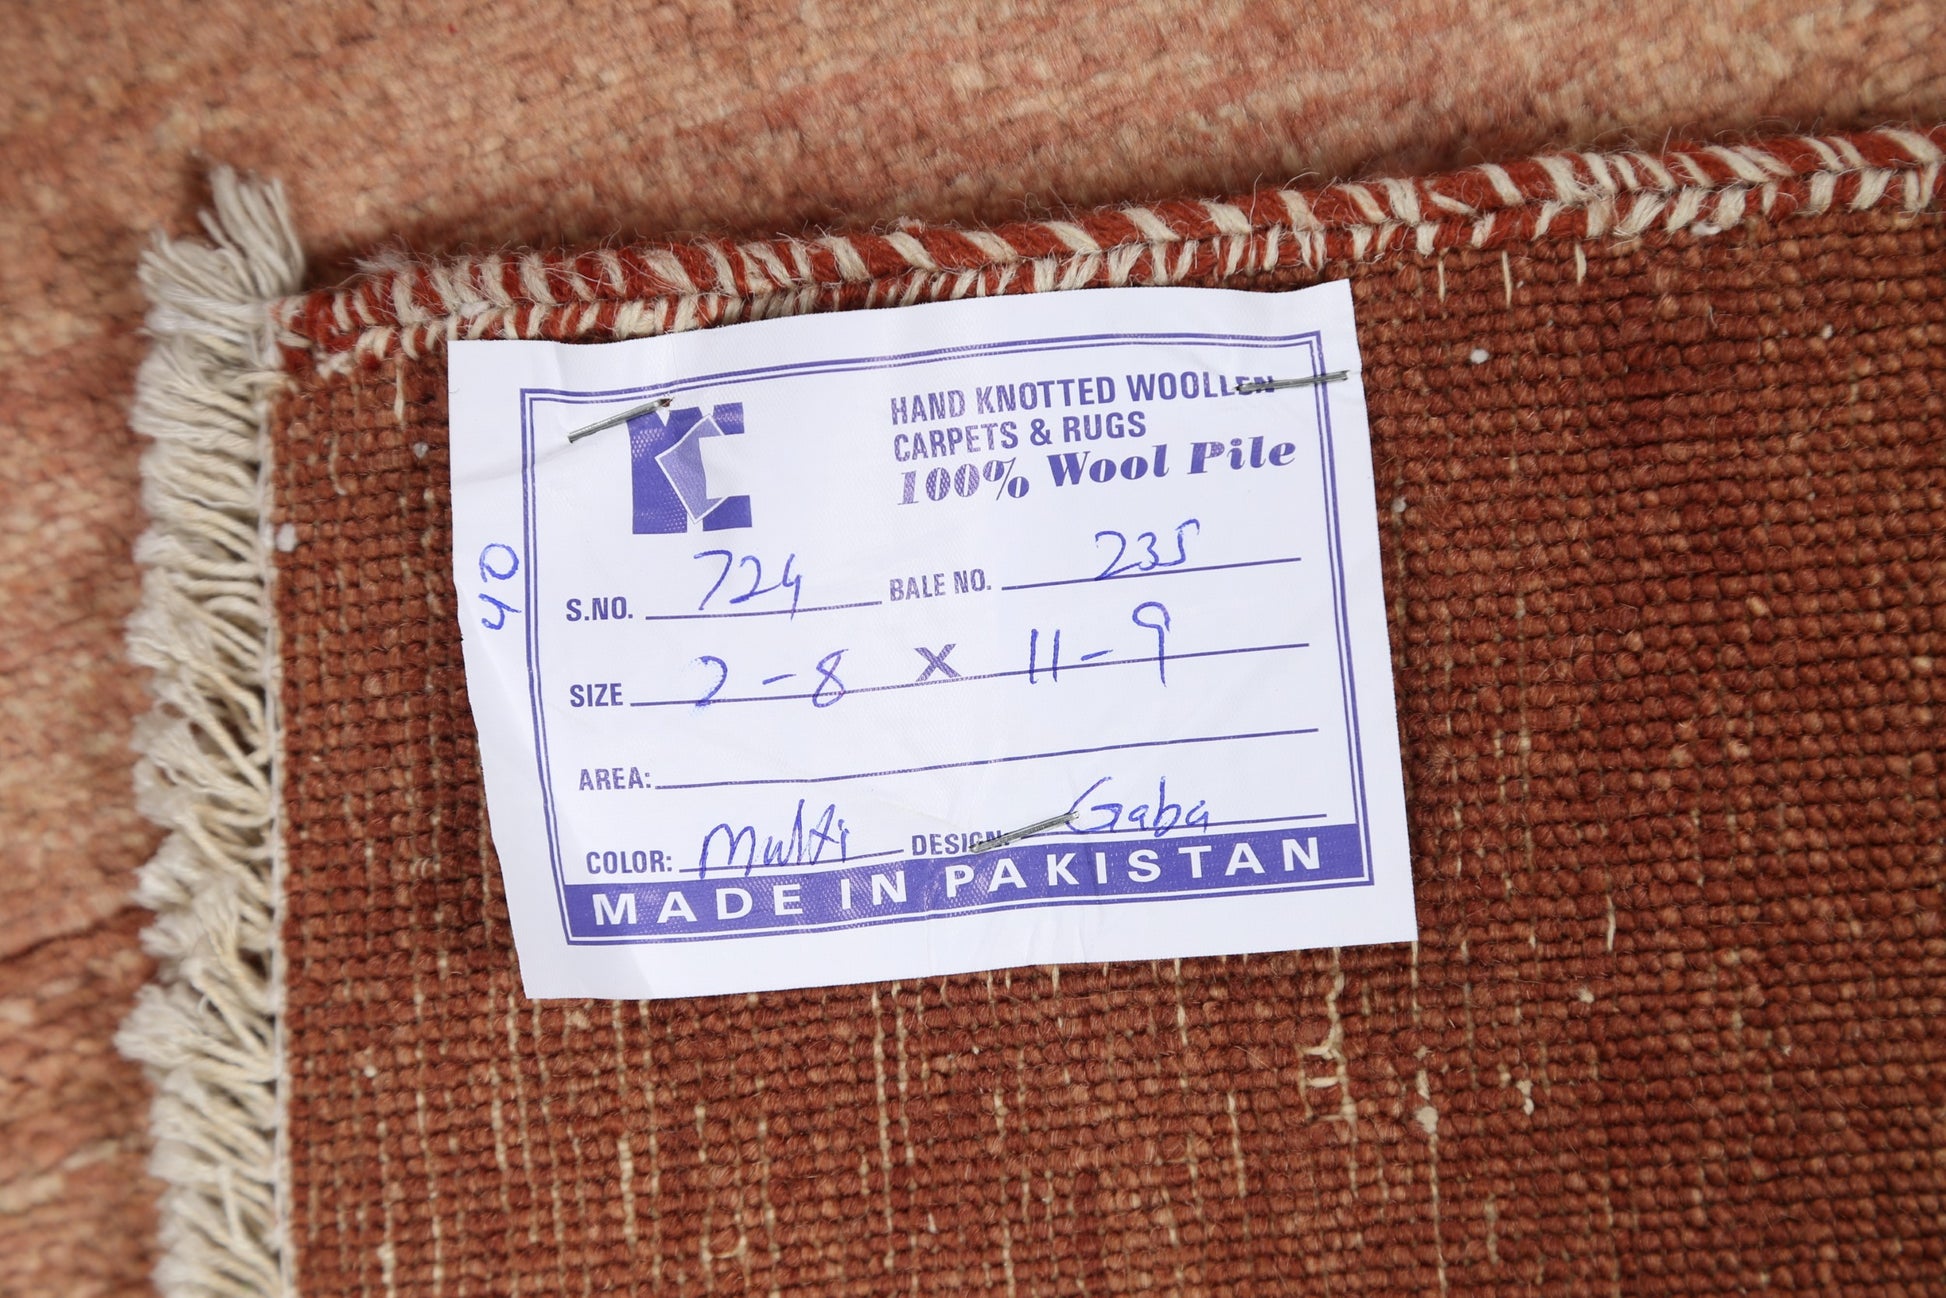 HAND KNOTTED WOOLLEN
CARPETS & RUGS
100% Wool Pile
S.NO. 724 BALE NO. 235
40
SIZE 2-8 X 11-9
AREA:
COLOR: Multi DESIGN: Gaba
MADE IN PAKISTAN